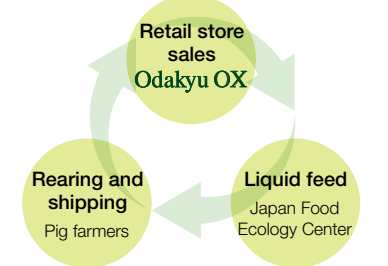 Retail store
sales
Odakyu OX
Rearing and
shipping
Pig farmers
Liquid feed
Japan Food
Ecology Center